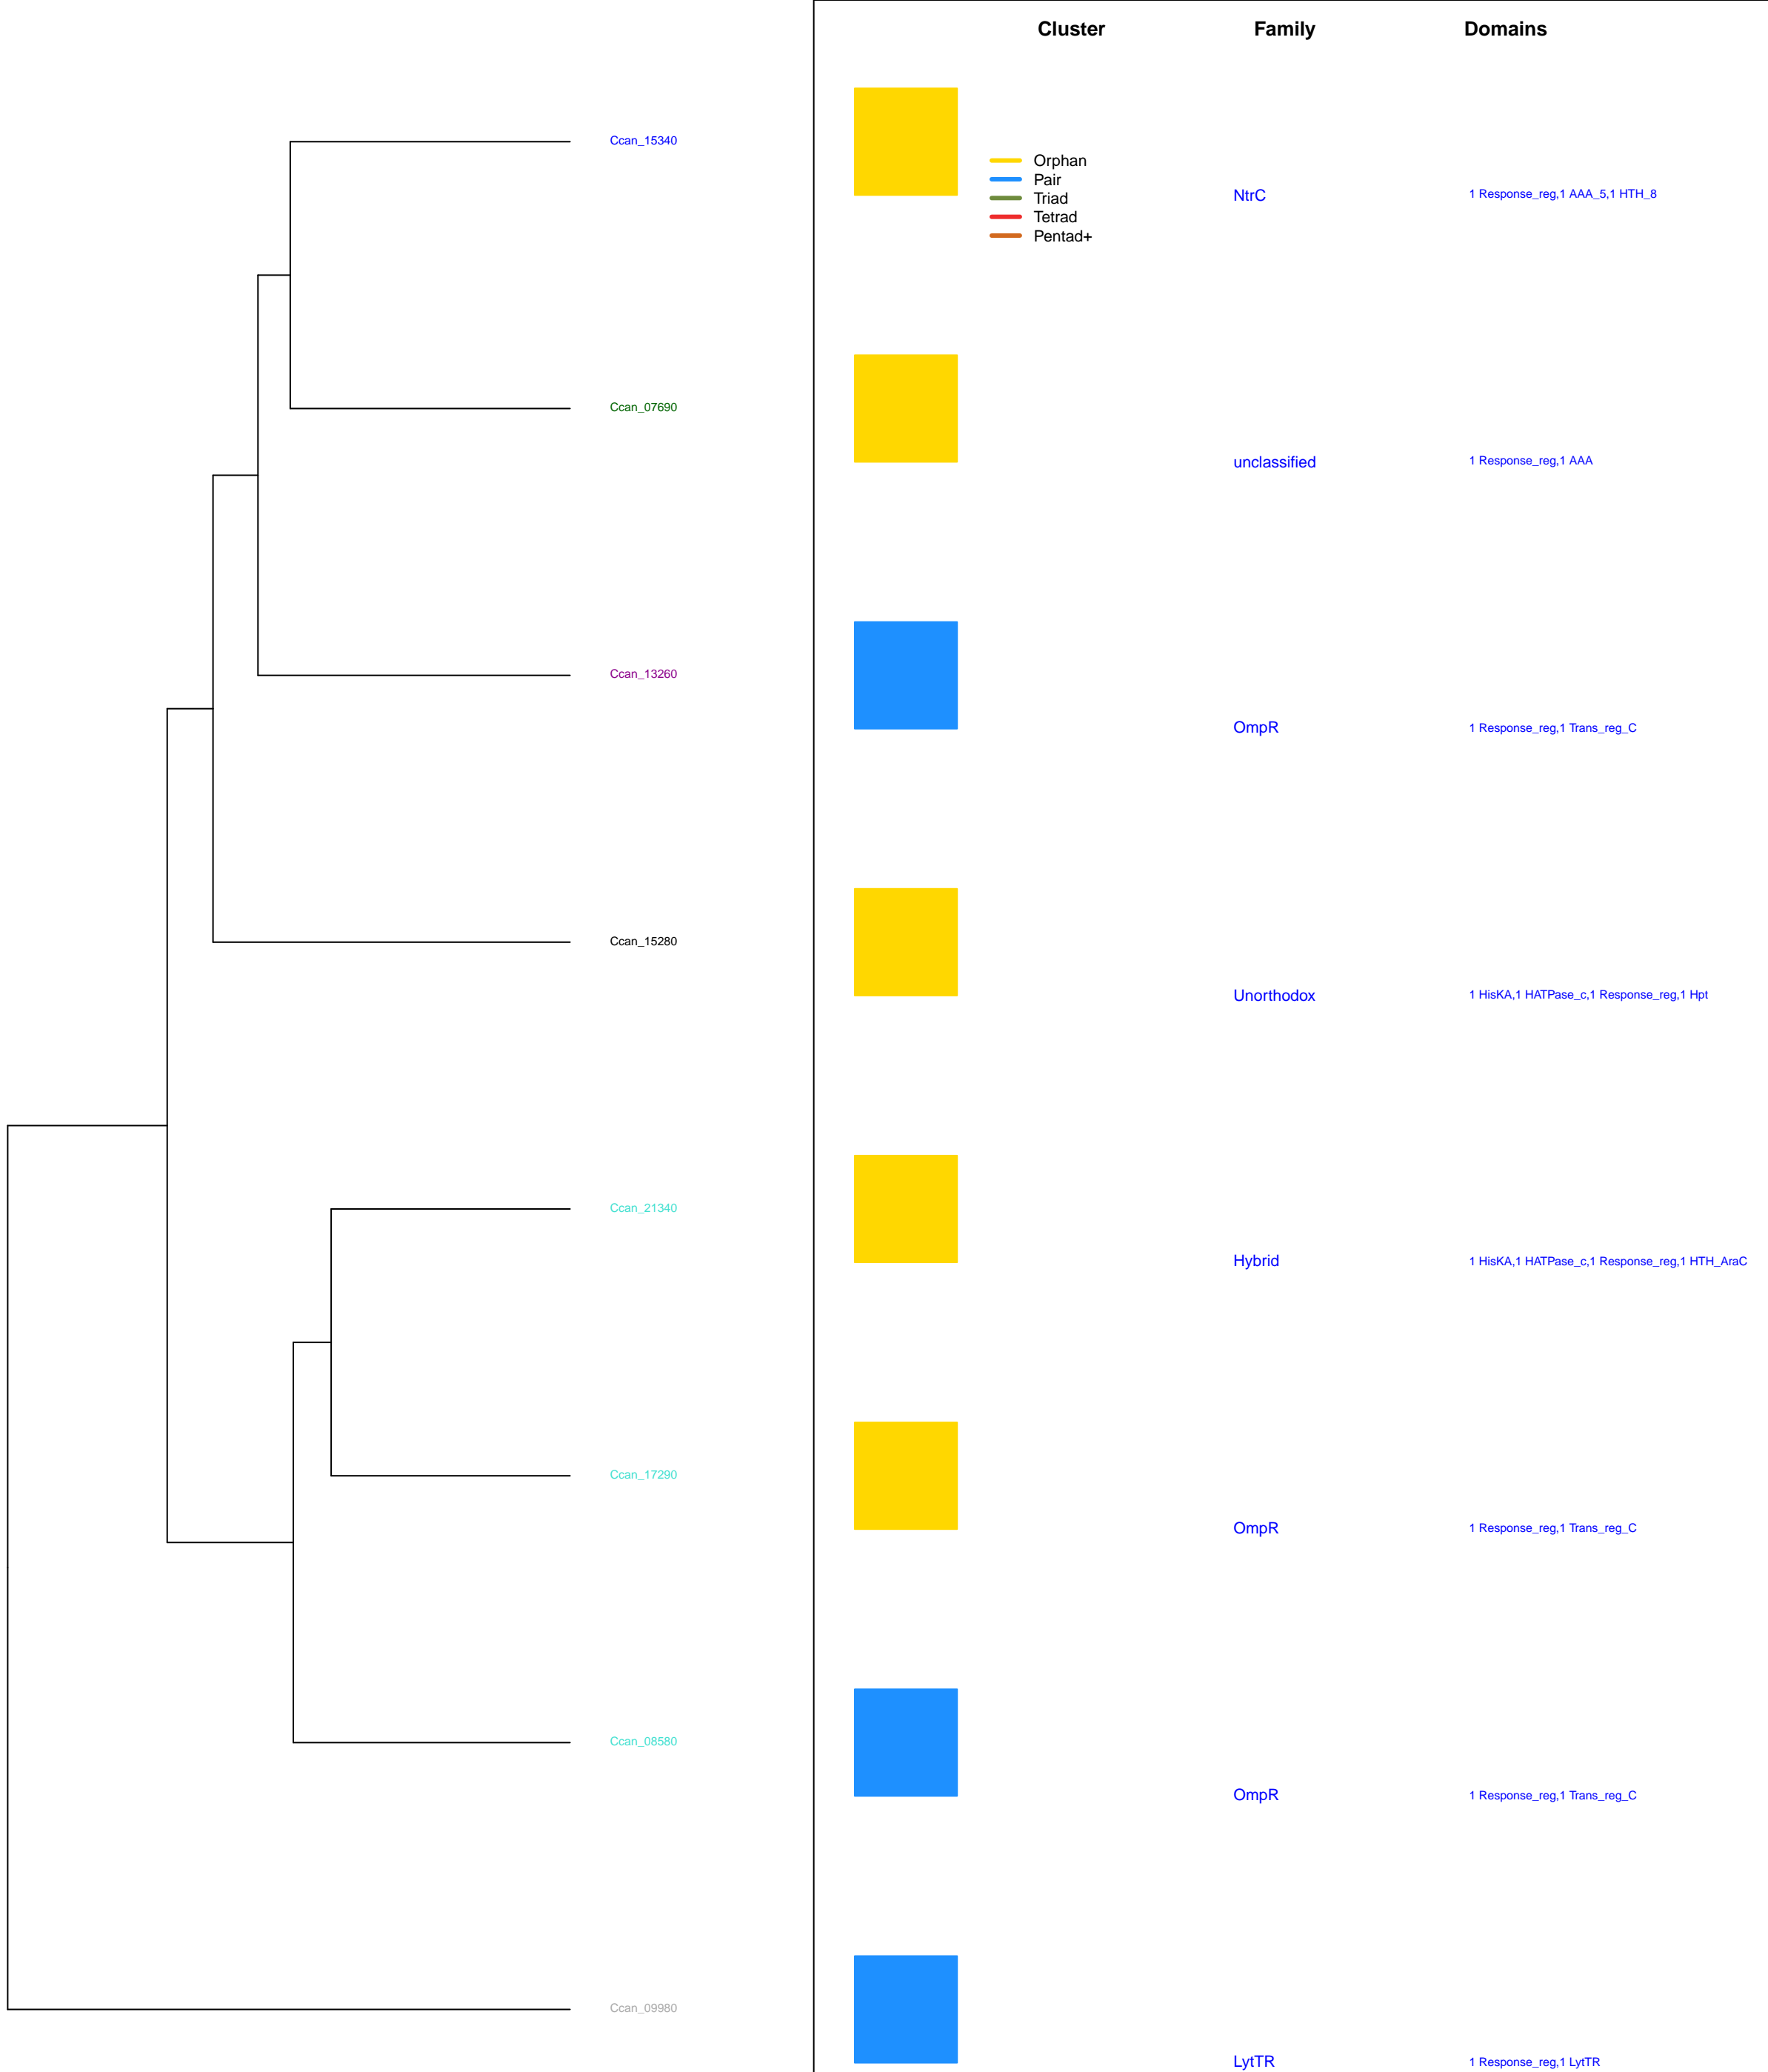 Cluster Family Domains
Ccan_15340
Orphan
Pair
Triad
Tetrad
Pentad+
NtrC 1 Response_reg,1 AAA_5,1 HTH_8
Ccan_07690
unclassified 1 Response_reg,1 AAA
Ccan_13260
OmpR 1 Response_reg,1 Trans_reg_C
Ccan_15280
Unorthodox 1 HisKA,1 HATPase_c,1 Response_reg,1 Hpt
Ccan_21340
Hybrid 1 HisKA,1 HATPase_c,1 Response_reg,1 HTH_AraC
Ccan_17290
OmpR 1 Response_reg,1 Trans_reg_C
Ccan_08580
OmpR 1 Response_reg,1 Trans_reg_C
Ccan_09980
LytTR 1 Response_reg,1 LytTR